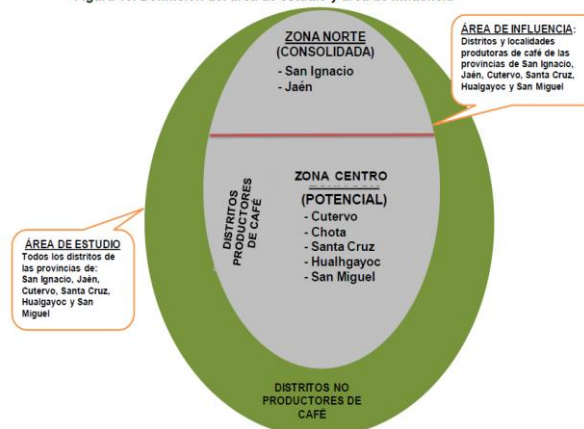 ZONA NORTE
(CONSOLIDADA)
- San Ignacio
- Jaén
ÁREA DE INFLUENCIA:
Distritos y localidades
produtoras de café de las
provincias de San Ignacio,
Jaén, Cutervo, Santa Cruz,
Hualgayoc y San Miguel
DISTRITOS
PRODUCTORES
DE CAFÉ
ZONA CENTRO
(POTENCIAL)
- Cutervo
- Chota
- Santa Cruz
- Hualhgayoc
- San Miguel
ÁREA DE ESTUDIO
Todos los distritos de
las provincias de:
San Ignacio, Jaén,
Cutervo, Santa Cruz,
Hualgayoc y San
Miguel
DISTRITOS NO
PRODUCTORES DE
CAFÉ